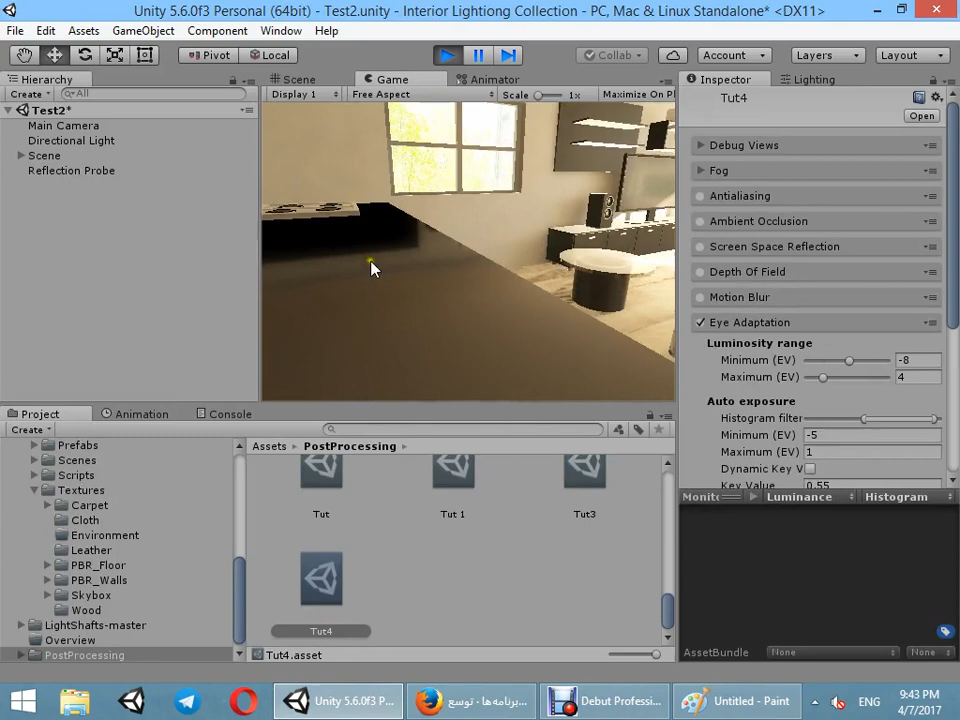 Unity 5.6.0f3 Personal (64bit) - Test2.unity - Interior Lightiong Collection - PC, Mac & Linux Standalone* <DX11>
File Edit Assets GameObject Component Window Help
Pivot Local Collab Account Layers Layout
Hierarchy
Create All
Test2*
Main Camera
Directional Light
Scene
Reflection Probe
Scene Game Animator
Display 1 Free Aspect Scale 1x Maximize On Pl
Inspector Lighting
Tut4
Open
Debug Views
Fog
Antialiasing
Ambient Occlusion
Screen Space Reflection
Depth Of Field
Motion Blur
Eye Adaptation
Luminosity range
Minimum (EV) -8
Maximum (EV) 4
Auto exposure
Histogram filter
Minimum (EV) -5
Maximum (EV) 1
Dynamic Key V
Key Value 0.55
Monito Luminance Histogram
AssetBundle None None
Project Animation Console
Create
Prefabs
Scenes
Scripts
Textures
Carpet
Cloth
Environment
Leather
PBR_Floor
PBR_Walls
Skybox
Wood
LightShafts-master
Overview
PostProcessing
Assets PostProcessing
Tut Tut 1 Tut3
Tut4
Tut4.asset
Unity 5.6.0f3 P... برنامه‌ها - توسع... Debut Professi... Untitled - Paint ENG
9:43 PM
4/7/2017